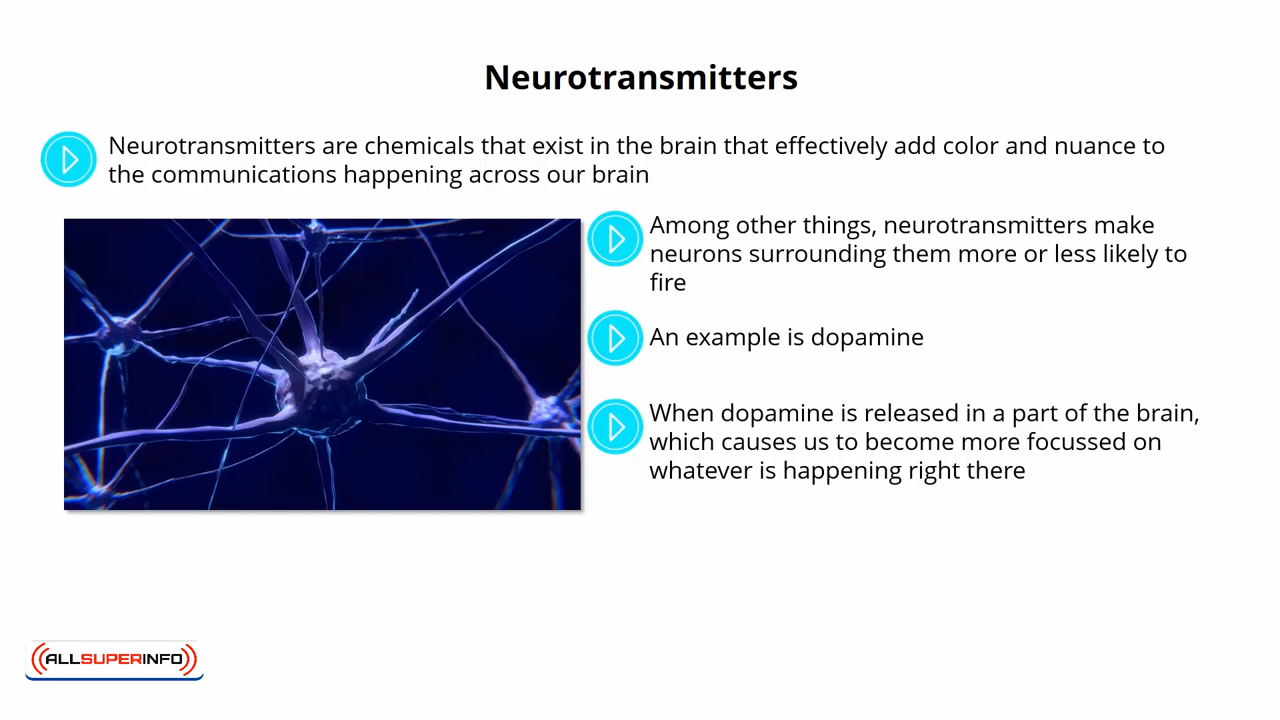 Neurotransmitters
Neurotransmitters are chemicals that exist in the brain that effectively add color and nuance to
the communications happening across our brain
Among other things, neurotransmitters make
neurons surrounding them more or less likely to
fire
An example is dopamine
When dopamine is released in a part of the brain,
which causes us to become more focussed on
whatever is happening right there
ALLSUPERINFO